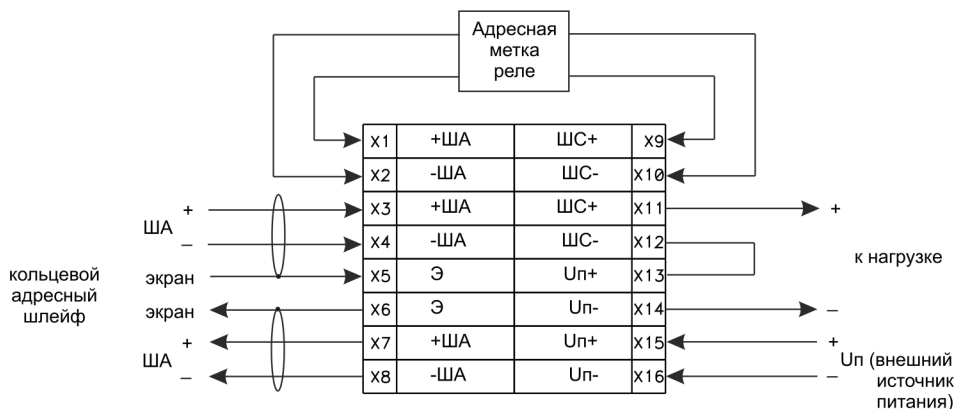 Адресная
метка
реле
X1 +ША ШС+ X9
X2 -ША ШС- X10
+ X3 +ША ШС+ X11 +
ША
– X4 -ША ШС- X12
экран X5 Э Uп+ X13
к нагрузке
кольцевой
адресный
шлейф
экран X6 Э Uп- X14 –
+ X7 +ША Uп+ X15 +
ША
– X8 -ША Uп- X16 –
Uп (внешний
источник
питания)